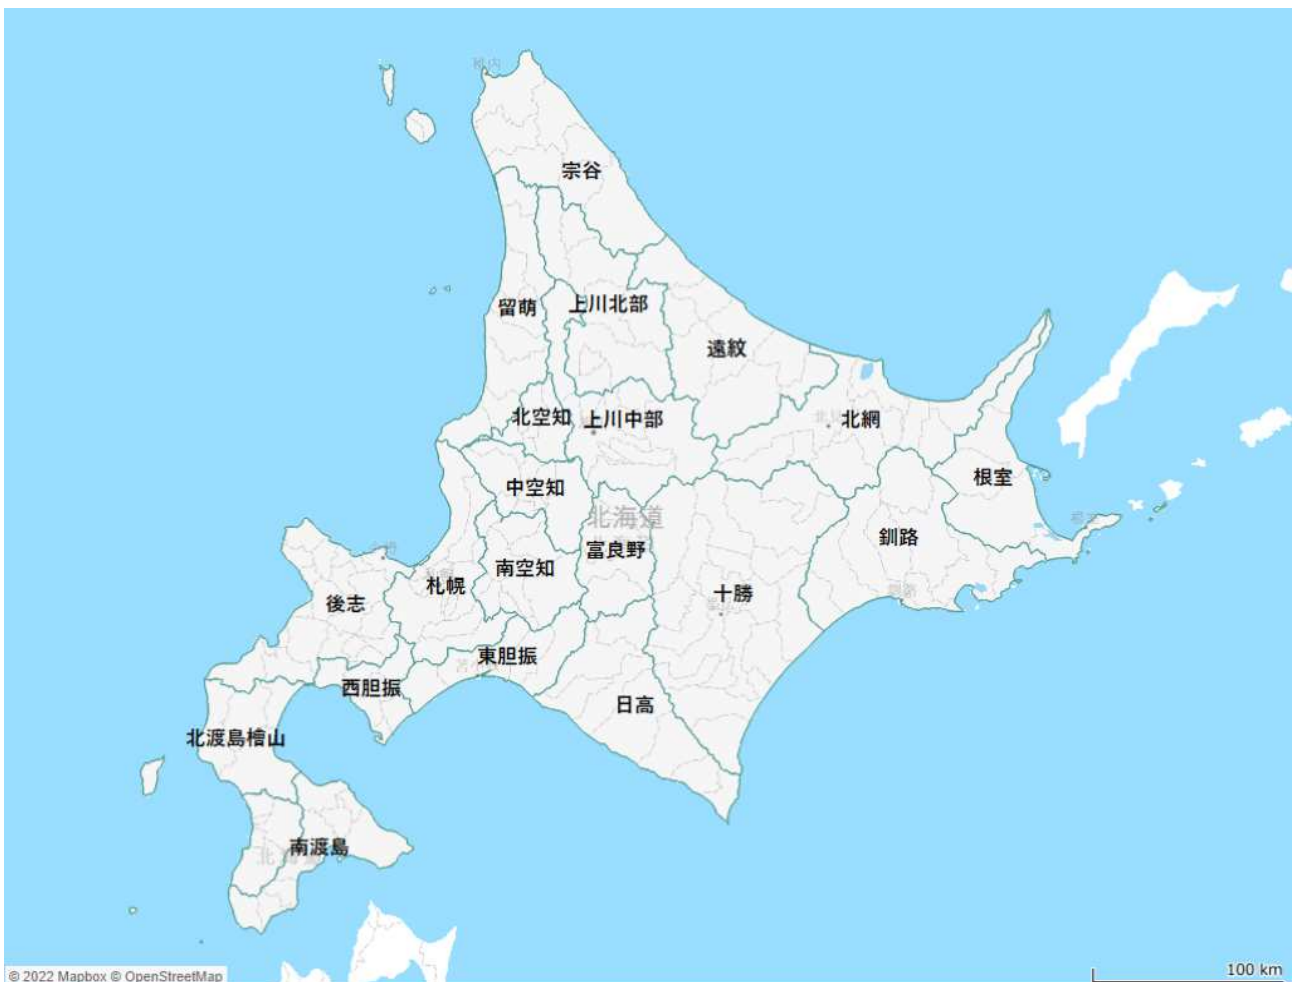 稚内
宗谷
留萌
上川北部
遠紋
北空知
上川中部
北網
中空知
根室
北海道
富良野
釧路
南空知
十勝
札幌
後志
東胆振
西胆振
日高
北渡島檜山
南渡島
© 2022 Mapbox © OpenStreetMap
100 km